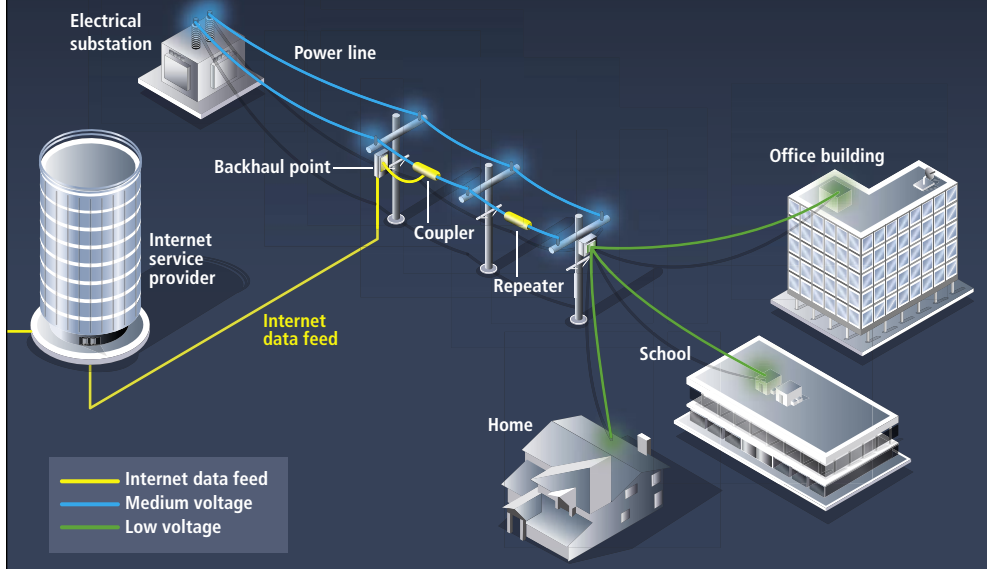 Electrical
substation
Power line
Backhaul point
Office building
Coupler
Internet
service
provider
Repeater
Internet
data feed
School
Home
Internet data feed
Medium voltage
Low voltage